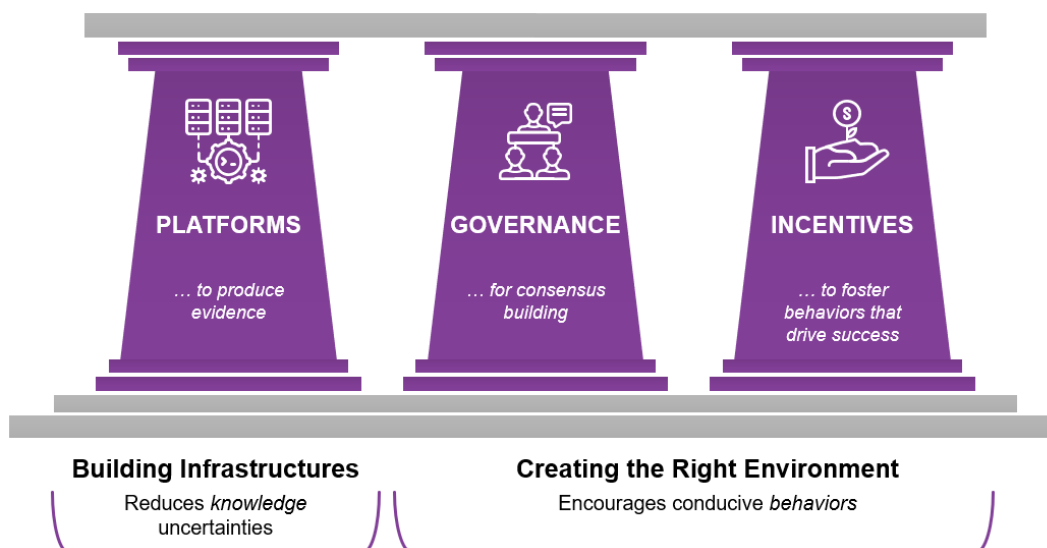 PLATFORMS
… to produce
evidence
GOVERNANCE
… for consensus
building
S
INCENTIVES
… to foster
behaviors that
drive success
Building Infrastructures
Reduces knowledge
uncertainties
Creating the Right Environment
Encourages conducive behaviors